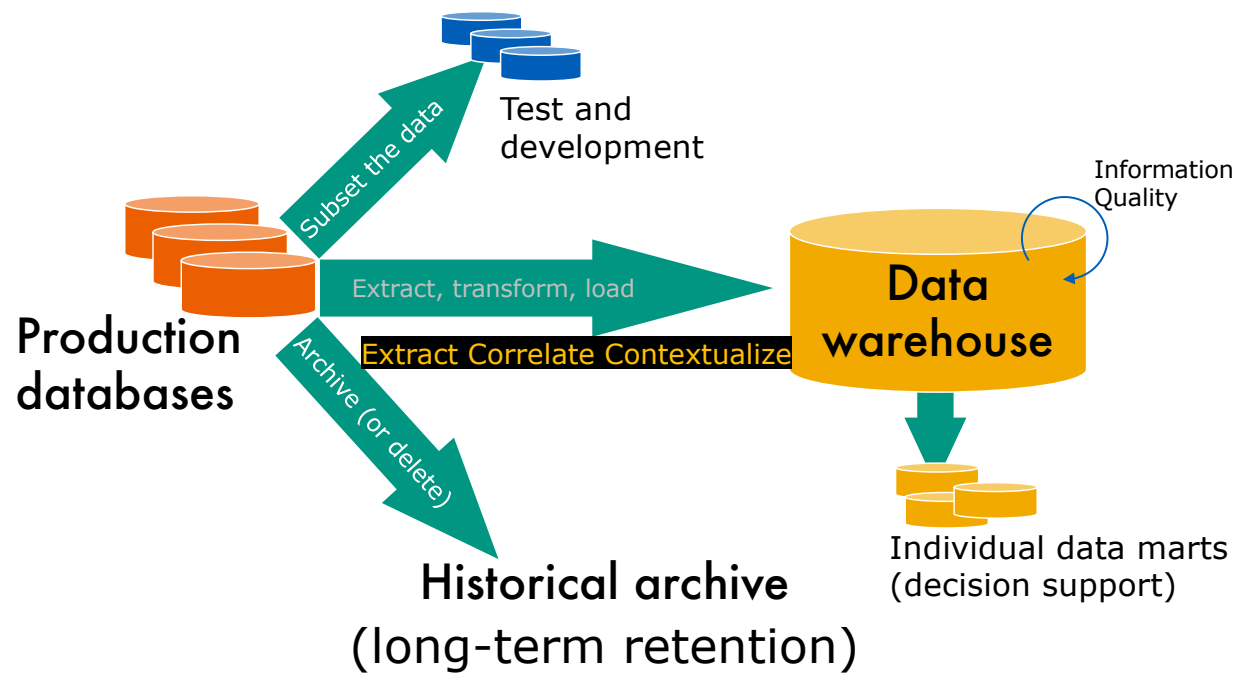 Subset the data
Test and
development
Information
Quality
Extract, transform, load
Data
warehouse
Extract Correlate Contextualize
Production
databases
Archive (or delete)
Individual data marts
(decision support)
Historical archive
(long-term retention)